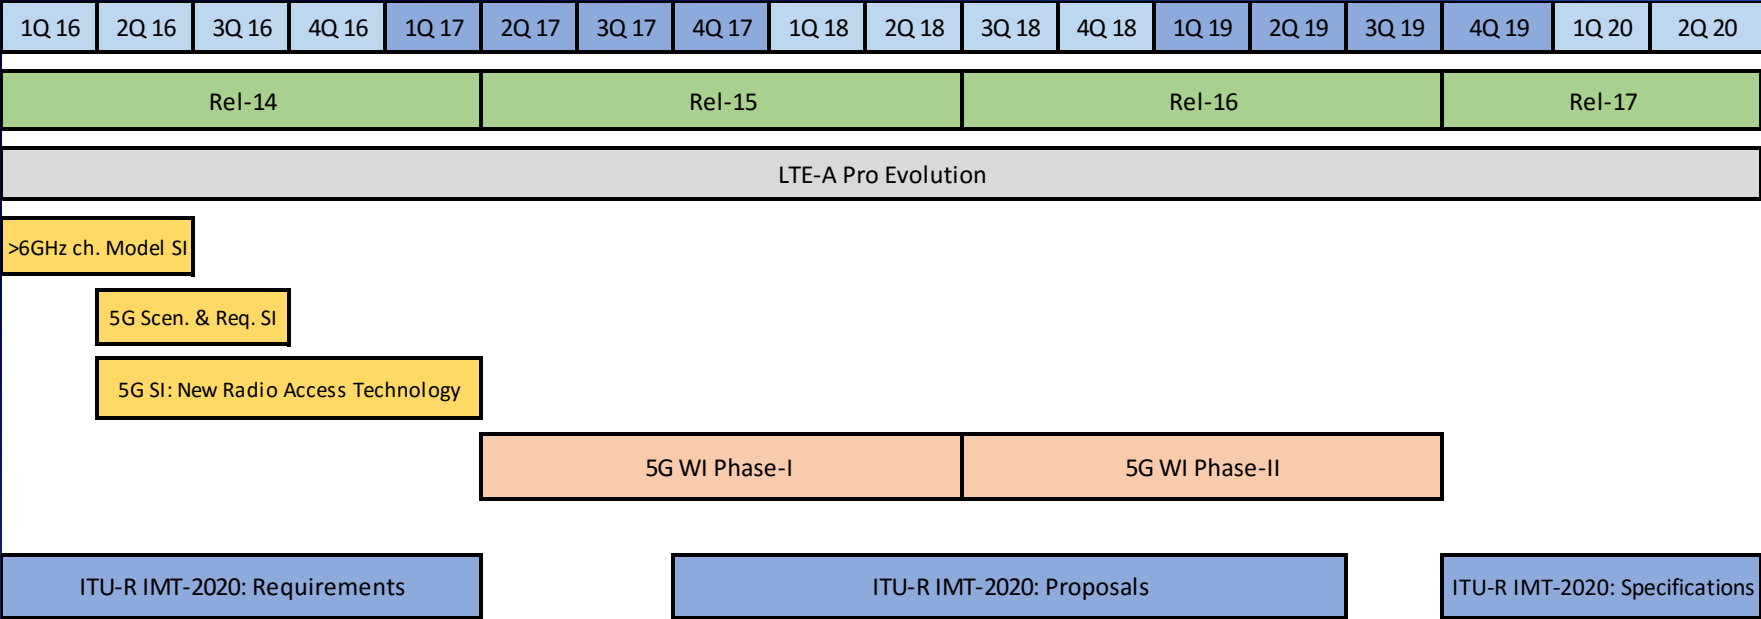 1Q 16 2Q 16 3Q 16 4Q 16 1Q 17 2Q 17 3Q 17 4Q 17 1Q 18 2Q 18 3Q 18 4Q 18 1Q 19 2Q 19 3Q 19 4Q 19 1Q 20 2Q 20
Rel-14 Rel-15 Rel-16 Rel-17
LTE-A Pro Evolution
>6GHz ch. Model SI
5G Scen. & Req. SI
5G SI: New Radio Access Technology
5G WI Phase-I 5G WI Phase-II
ITU-R IMT-2020: Requirements ITU-R IMT-2020: Proposals ITU-R IMT-2020: Specifications